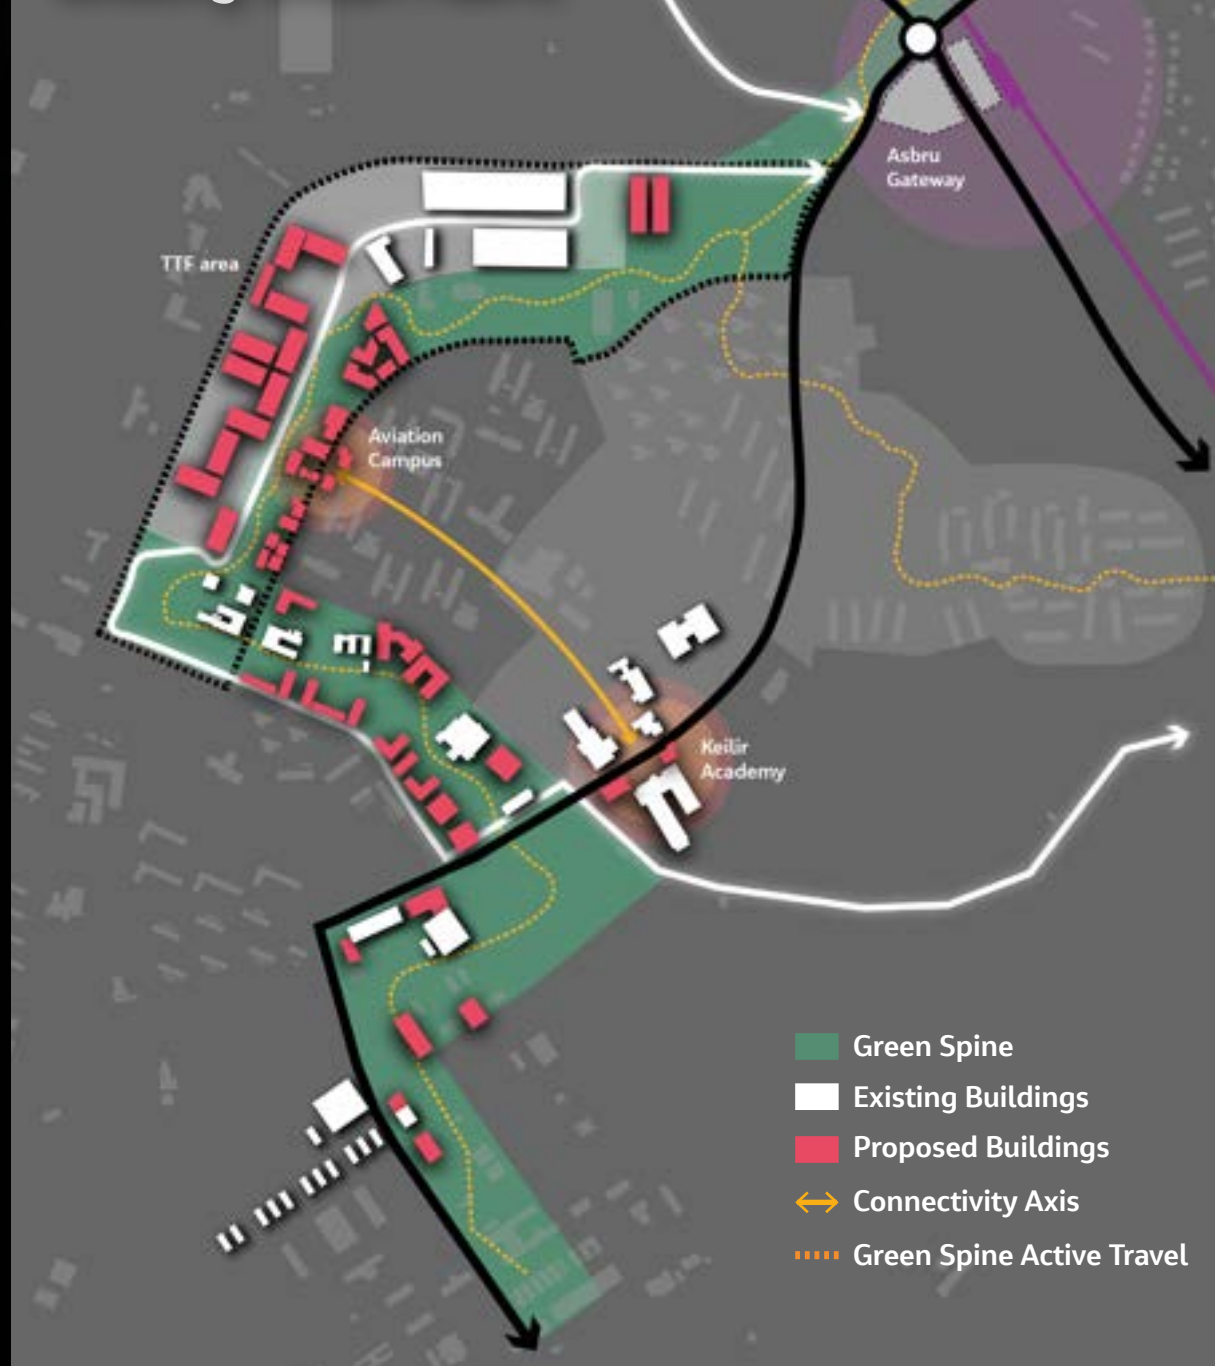 Asbru
Gateway
TTF area
Aviation
Campus
Keilir
Academy
Green Spine
Existing Buildings
Proposed Buildings
Connectivity Axis
Green Spine Active Travel